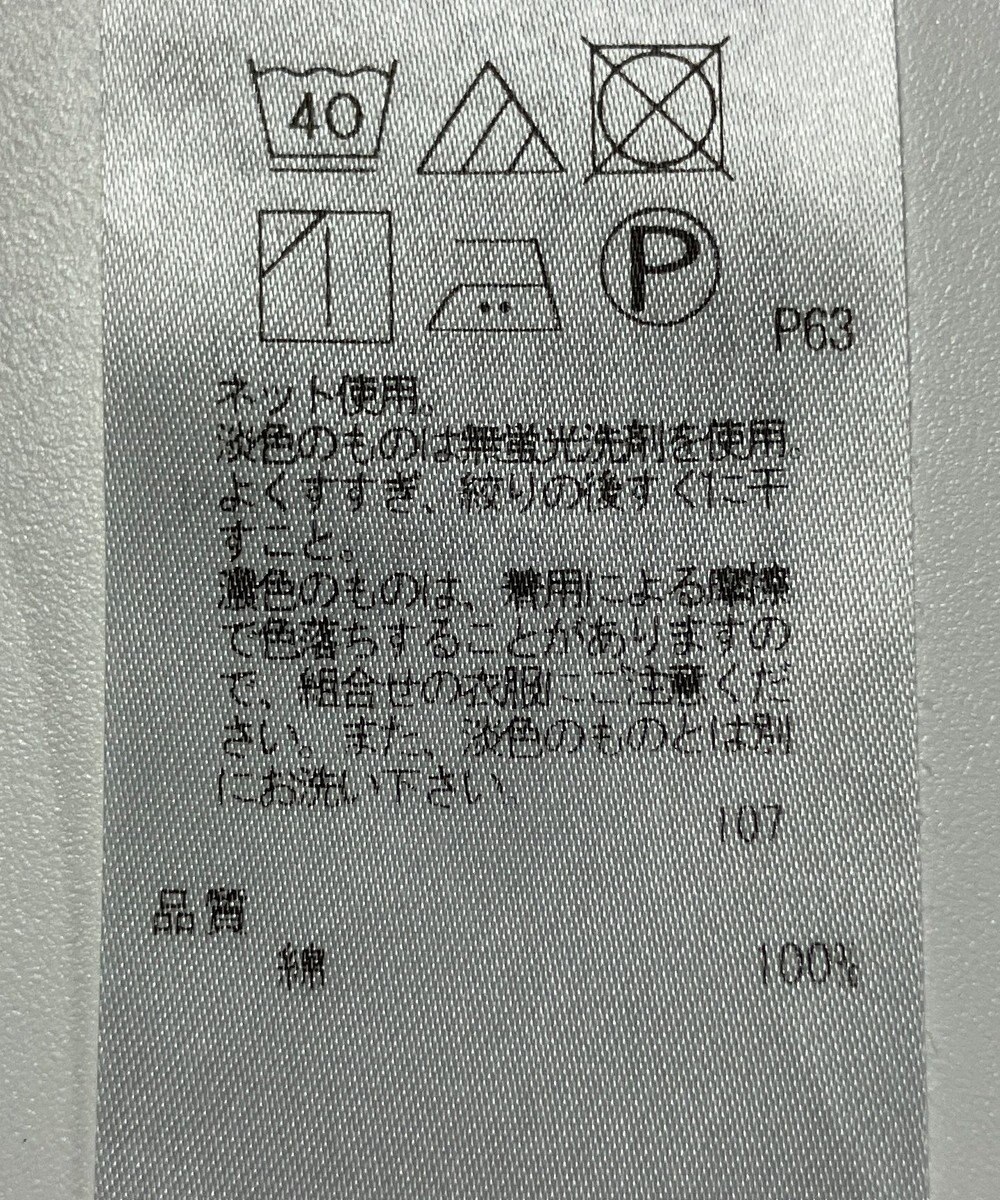 40
P
P63
ネット使用。
淡色のものは無蛍光洗剤を使用。
よくすすぎ、絞りの後すぐに干
すこと。
濃色のものは、着用による摩擦
で色落ちすることがありますの
で、組合せの衣服にご注意くだ
さい。また、淡色のものとは別
にお洗い下さい。
107
品質
綿 100%